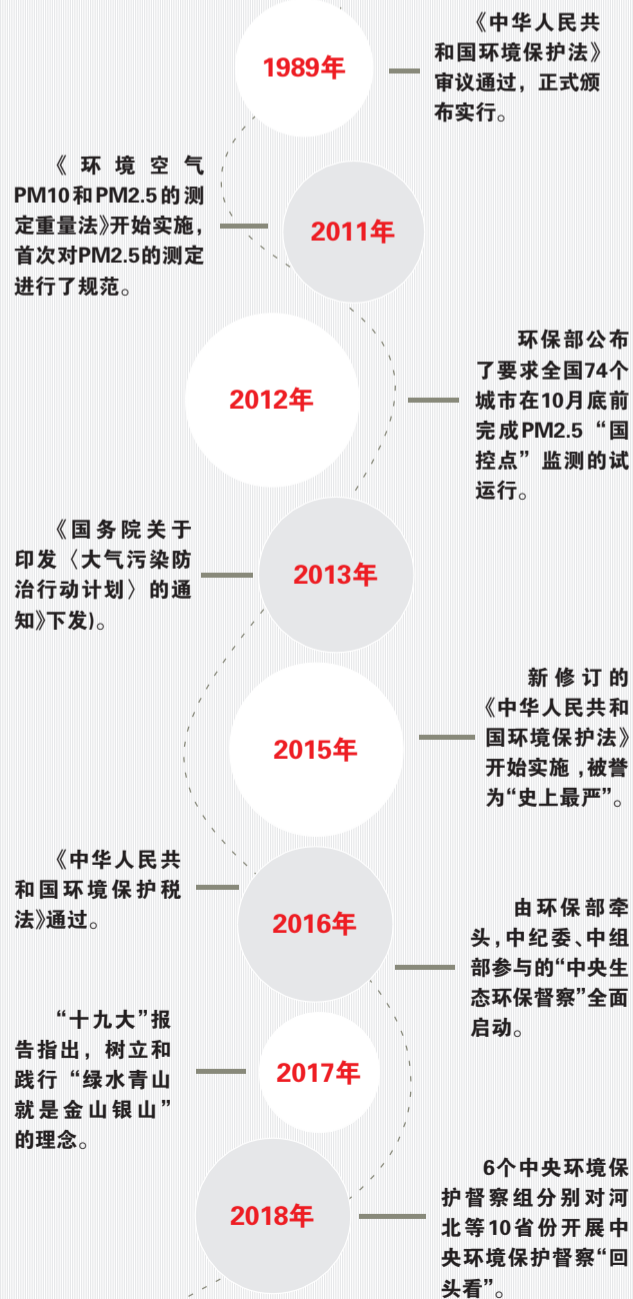 1989年
《中华人民共
和国环境保护法》
审议通过，正式颁
布实行。
《环境空气
PM10和PM2.5的测
定重量法》开始实施，
首次对PM2.5的测定
进行了规范。
2011年
2012年
环保部公布
了要求全国74个
城市在10月底前
完成PM2.5“国
控点”监测的试
运行。
《国务院关于
印发〈大气污染防
治行动计划〉的通
知》下发)。
2013年
2015年
新修订的
《中华人民共和
国环境保护法》
开始实施,被誉
为“史上最严”。
《中华人民共
和国环境保护税
法》通过。
2016年
由环保部牵
头,中纪委、中组
部参与的“中央生
态环保督察”全面
启动。
“十九大”报
告指出，树立和
践行“绿水青山
就是金山银山”
的理念。
2017年
2018年
6个中央环境保
护督察组分别对河
北等10省份开展中
央环境保护督察“回
头看”。